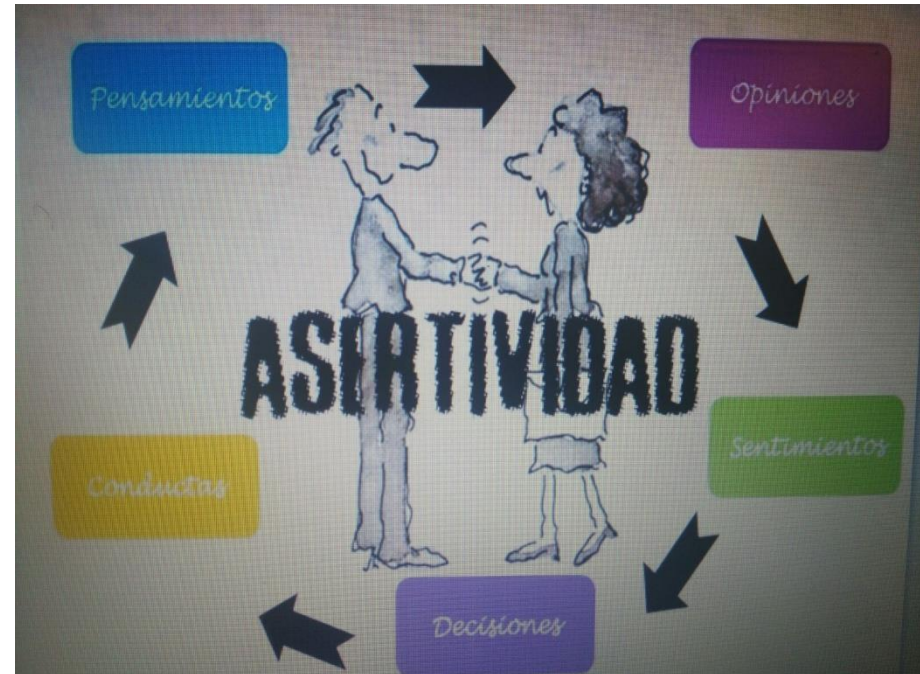 Pensamientos
Opiniones
ASERTIVIDAD
Sentimientos
Conductas
Decisiones